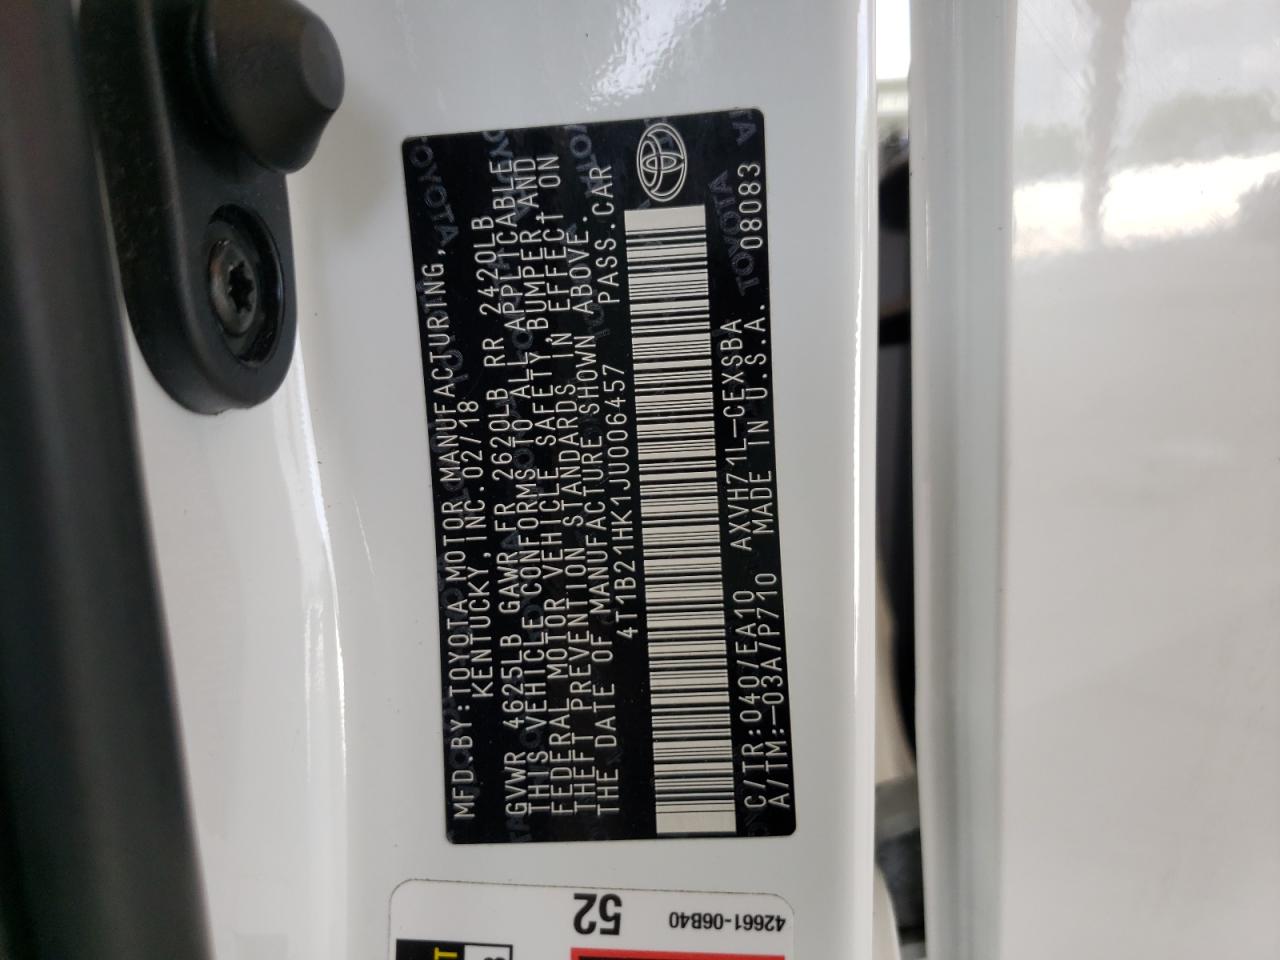 MFD.BY:TOYOTA MOTOR MANUFACTURING,
KENTUCKY, INC.02/18
GVWR 4625LB GAWR FR 2620LB RR 2420LB
THIS VEHICLE CONFORMS TO ALL APPLICABLE
FEDERAL MOTOR VEHICLE SAFETY, BUMPER, AND
THEFT PREVENTION STANDARDS IN EFFECT ON
THE DATE OF MANUFACTURE SHOWN ABOVE.
4T1B21HK1JU006457 PASS.CAR
C/TR:040/EA10 AXVH71L-CEXSBA
A/TM:-03A/P710 MADE IN U.S.A. 08083
52
42661-06B40